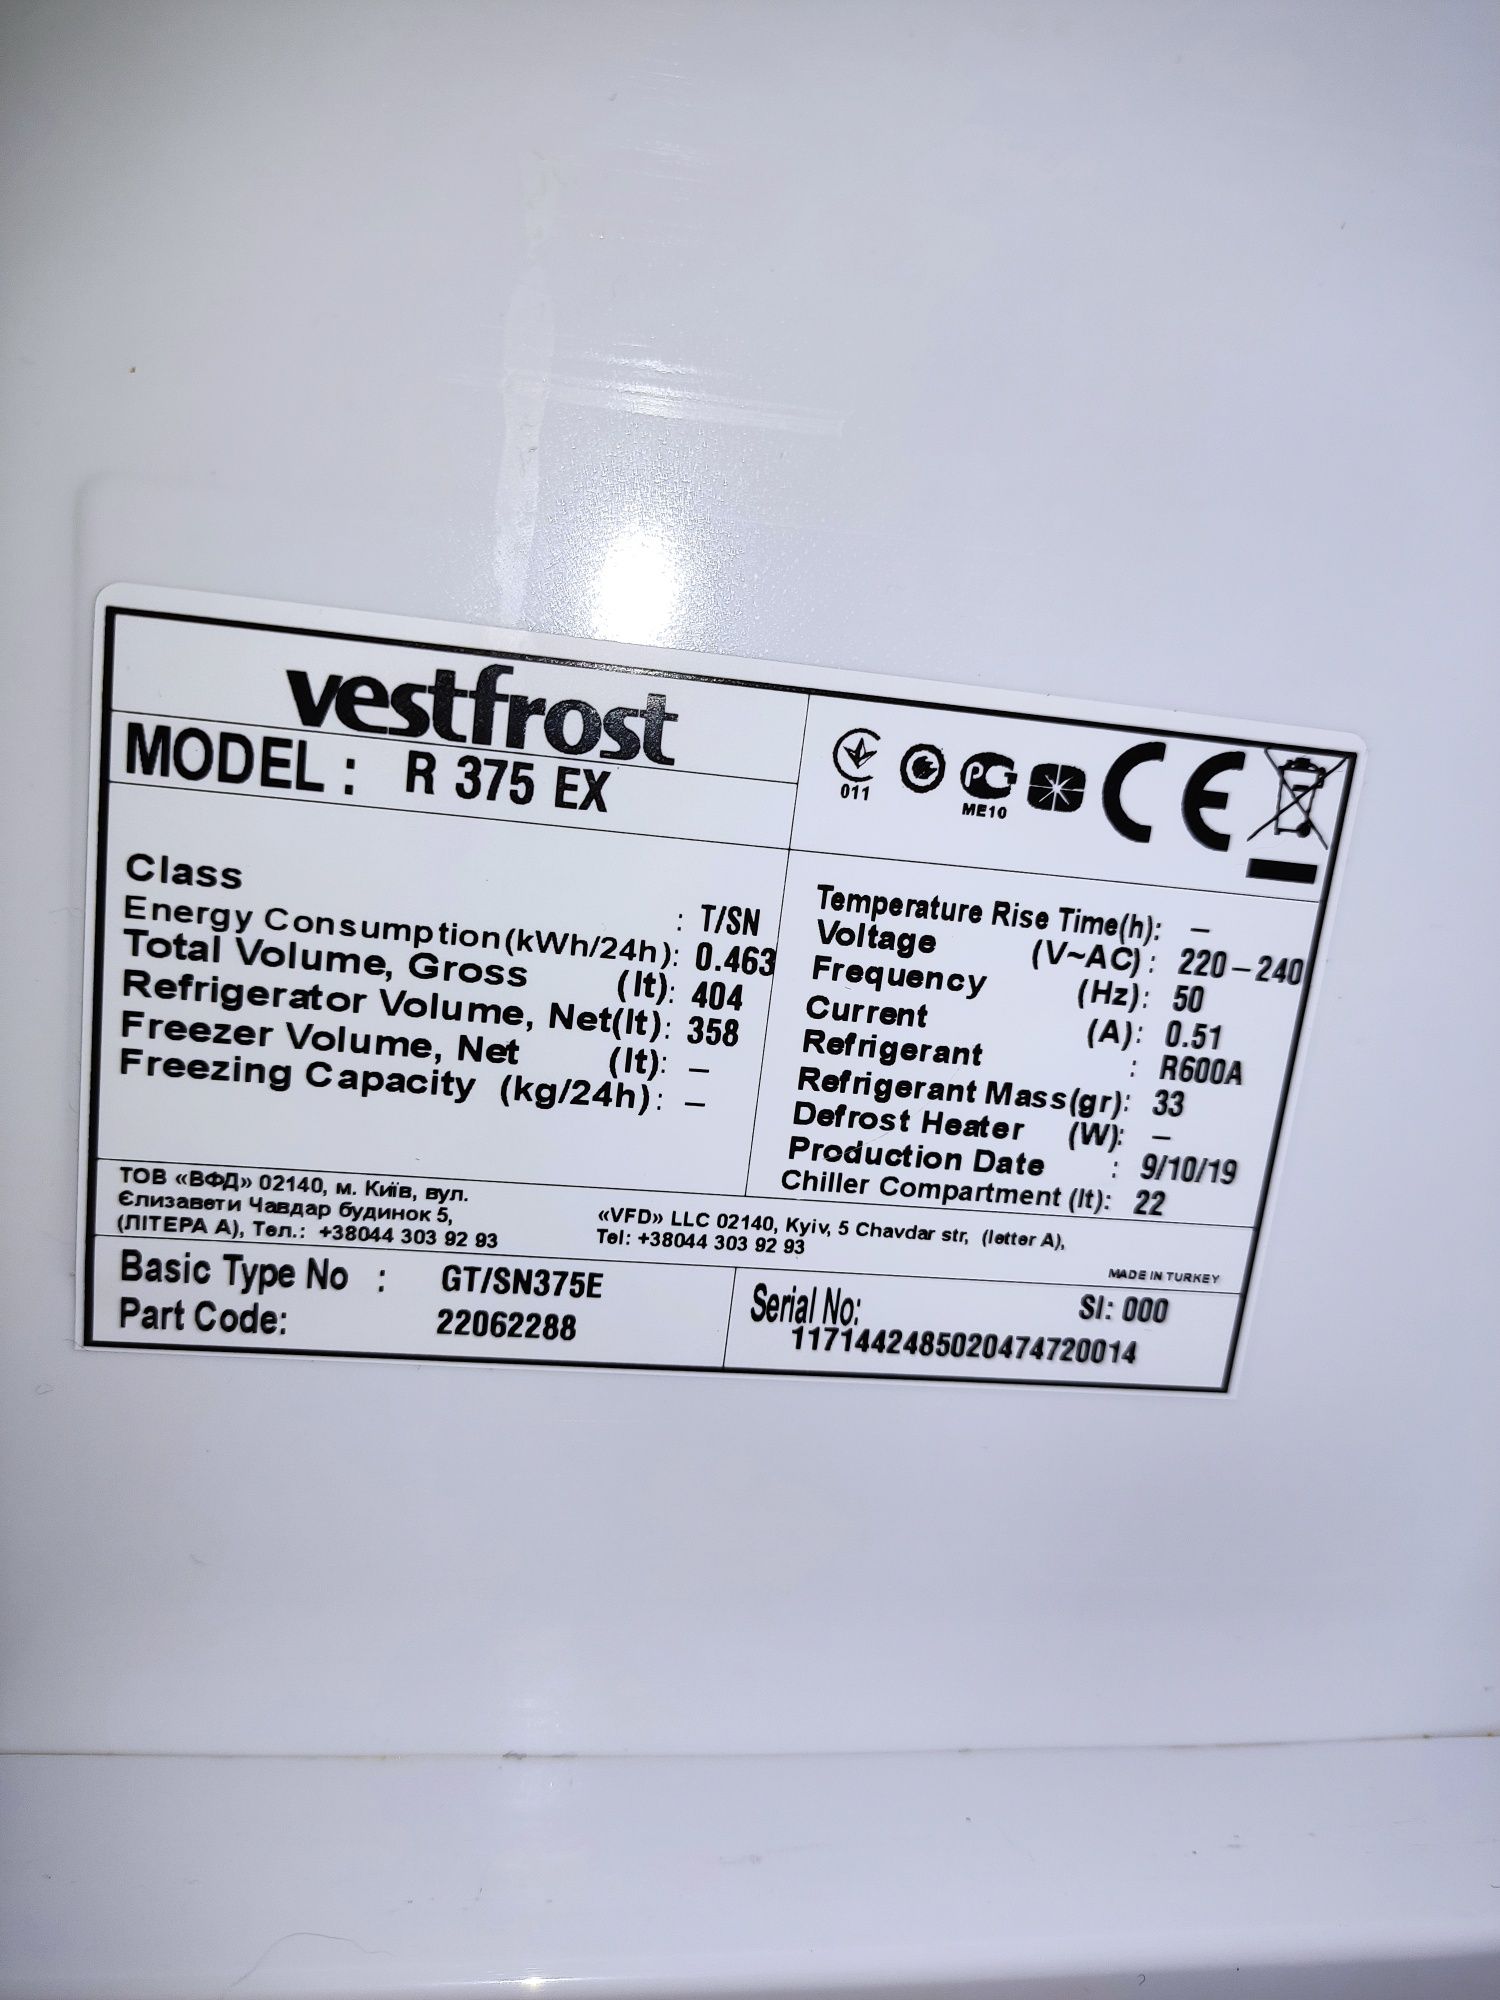 vestfrost
MODEL : R 375 EX
011
РСТ
ME10
CE
Class : T/SN
Energy Consumption(kWh/24h): 0.463
Total Volume, Gross (lt): 404
Refrigerator Volume, Net(lt): 358
Freezer Volume, Net (lt): –
Freezing Capacity (kg/24h): –
Temperature Rise Time(h): –
Voltage (V~AC): 220–240
Frequency (Hz): 50
Current (A): 0.51
Refrigerant : R600A
Refrigerant Mass(gr): 33
Defrost Heater (W): –
Production Date : 9/10/19
Chiller Compartment (lt): 22
ТОВ «ВФД» 02140, м. Київ, вул.
Єлизавети Чавдар будинок 5,
(ЛІТЕРА А), Тел.: +38044 303 92 93
«VFD» LLC 02140, Kyiv, 5 Chavdar str, (letter A),
Tel: +38044 303 92 93
MADE IN TURKEY
Basic Type No : GT/SN375E
Part Code: 22062288
Serial No: SI: 000
1171442485020474720014